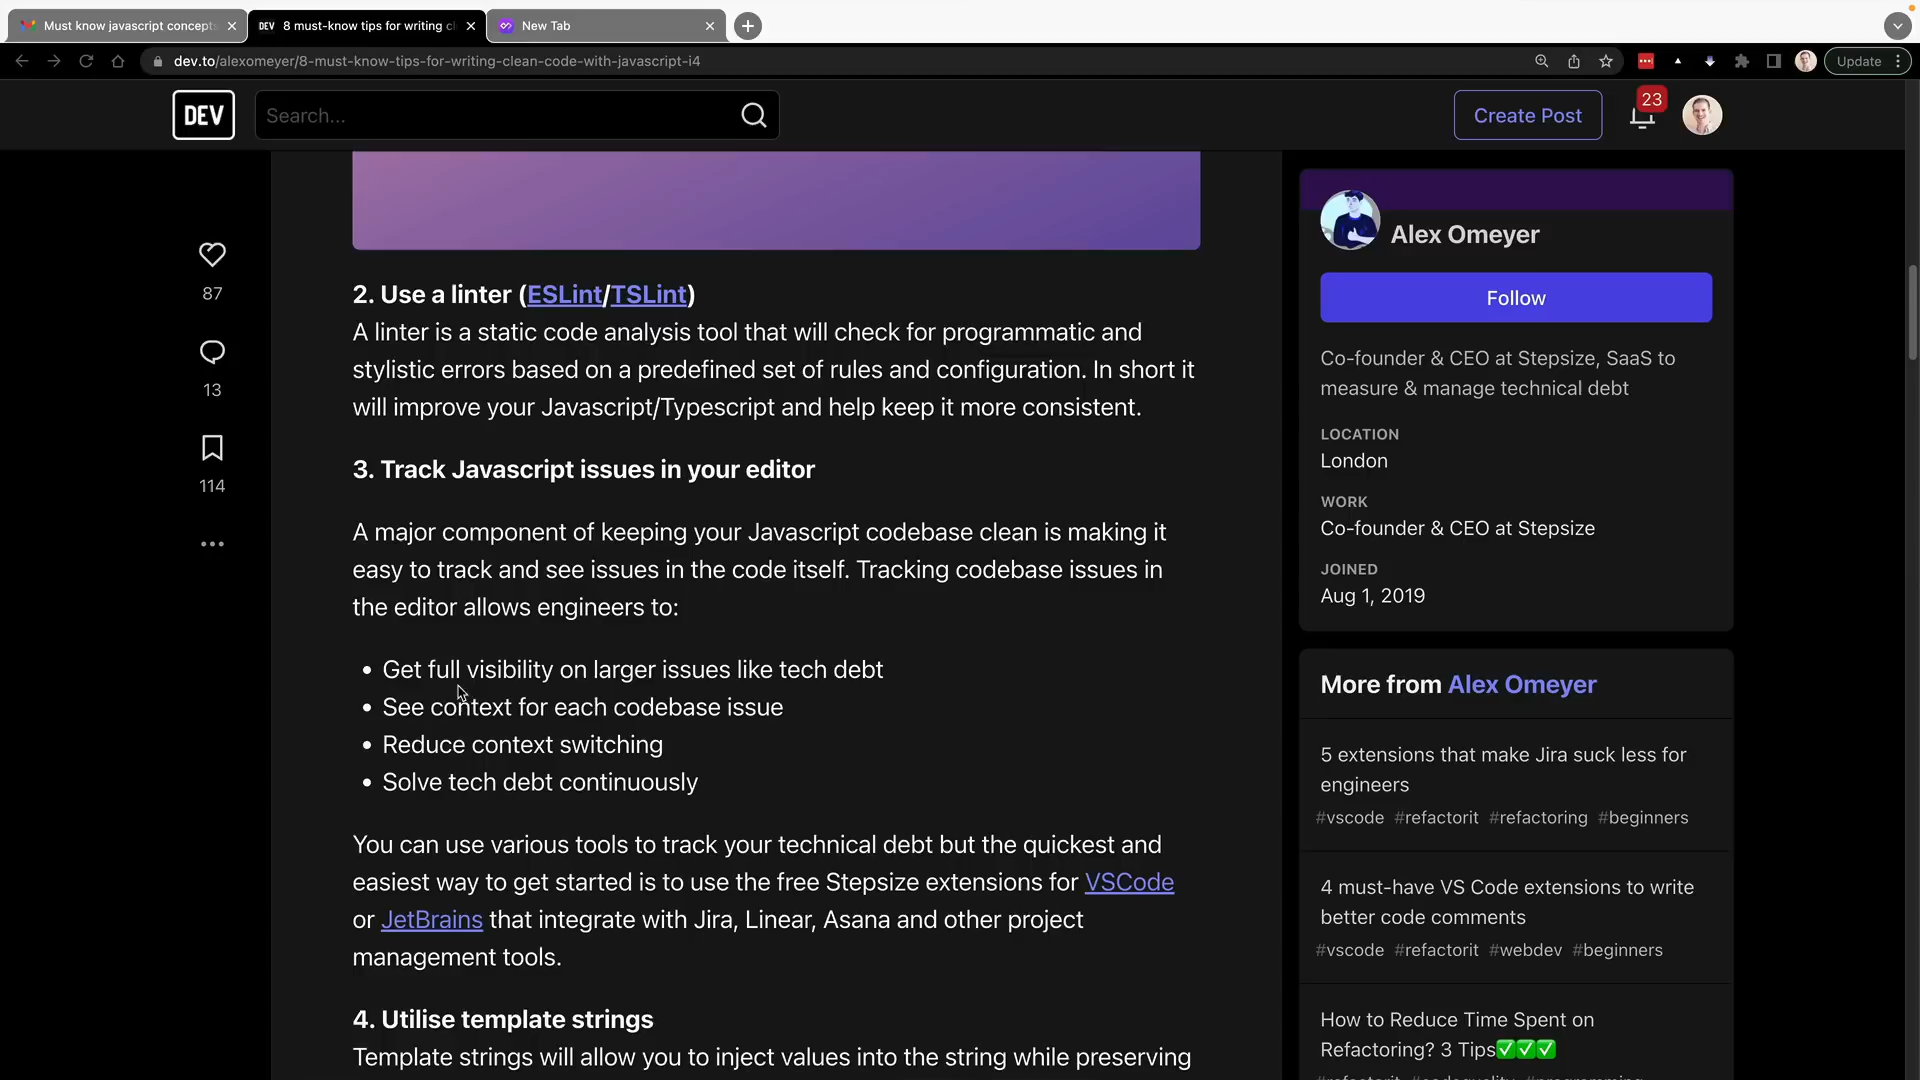 Must know javascript concept
DEV 8 must-know tips for writing cl
New Tab
dev.to/alexomeyer/8-must-know-tips-for-writing-clean-code-with-javascript-i4
Update
DEV
Search...
Create Post
23
87
13
114
2. Use a linter (ESLint/TSLint)
A linter is a static code analysis tool that will check for programmatic and
stylistic errors based on a predefined set of rules and configuration. In short it
will improve your Javascript/Typescript and help keep it more consistent.
3. Track Javascript issues in your editor
A major component of keeping your Javascript codebase clean is making it
easy to track and see issues in the code itself. Tracking codebase issues in
the editor allows engineers to:
• Get full visibility on larger issues like tech debt
• See context for each codebase issue
• Reduce context switching
• Solve tech debt continuously
You can use various tools to track your technical debt but the quickest and
easiest way to get started is to use the free Stepsize extensions for VSCode
or JetBrains that integrate with Jira, Linear, Asana and other project
management tools.
4. Utilise template strings
Template strings will allow you to inject values into the string while preserving
Alex Omeyer
Follow
Co-founder & CEO at Stepsize, SaaS to
measure & manage technical debt
LOCATION
London
WORK
Co-founder & CEO at Stepsize
JOINED
Aug 1, 2019
More from Alex Omeyer
5 extensions that make Jira suck less for
engineers
#vscode #refactorit #refactoring #beginners
4 must-have VS Code extensions to write
better code comments
#vscode #refactorit #webdev #beginners
How to Reduce Time Spent on
Refactoring? 3 Tips✅✅✅